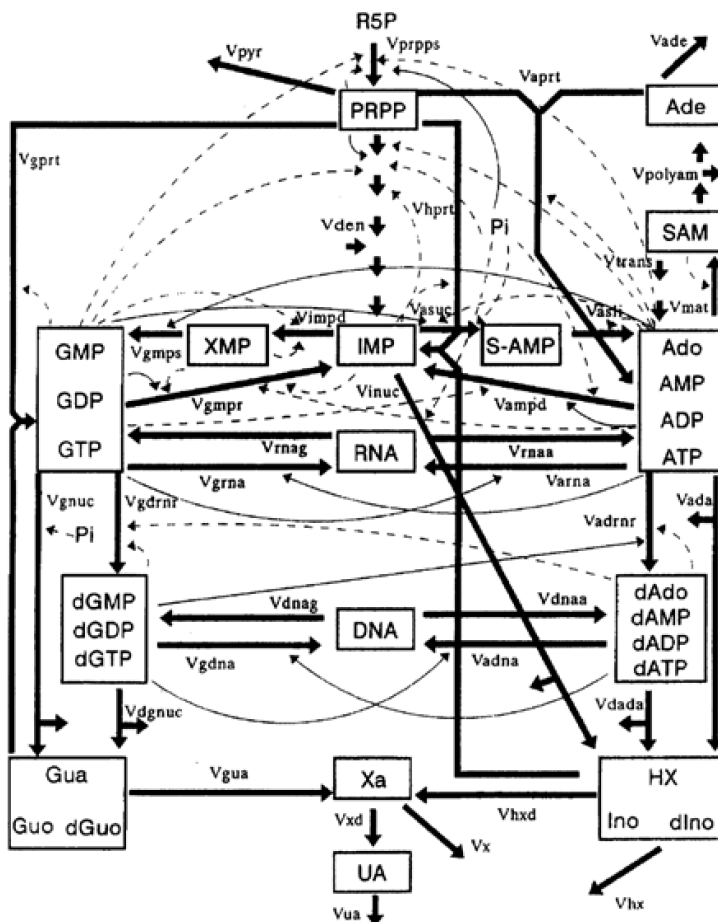 R5P
Vpyr
Vprpps
Vade
Vaprt
PRPP
Ade
Vgprt
Vpolyam
Vhprt
Vden
Pi
SAM
Vtrans
Vmat
Vimpd
Vasuc
Vasli
Vgmps
GMP
GDP
GTP
XMP
IMP
S-AMP
Ado
AMP
ADP
ATP
Vgmpr
Vinuc
Vampd
Vrnag
RNA
Vrnaa
Vgrna
Varna
Vgnuc
Vgdrnr
Pi
Vada
Vadrnr
dGMP
dGDP
dGTP
Vdnag
DNA
Vdnaa
dAdo
dAMP
dADP
dATP
Vgdna
Vadna
Vdgnuc
Vdada
Gua
Guo dGuo
Vgua
Xa
Vhxd
HX
Ino dIno
Vxd
Vx
UA
Vua
Vhx